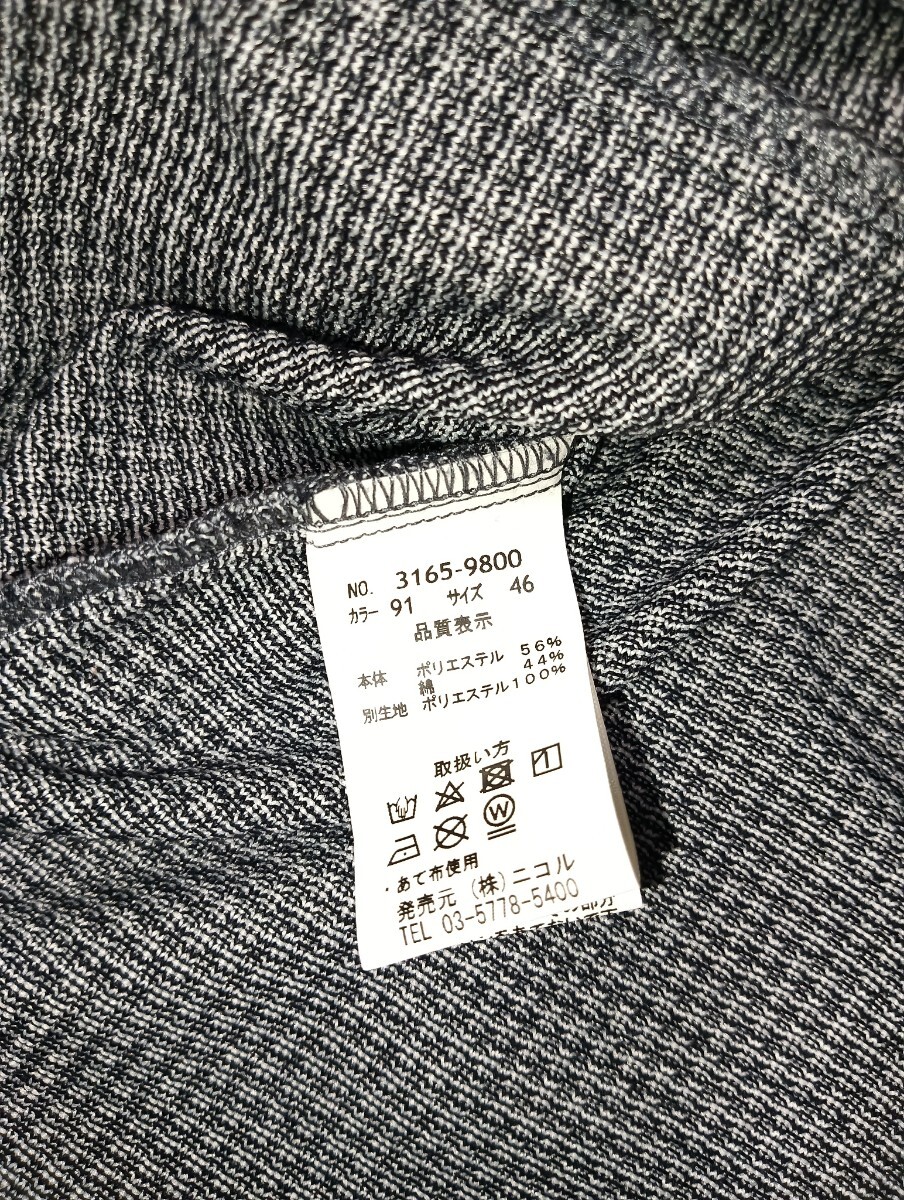 NO. 3165-9800
カラー 91 サイズ 46
品質表示
本体 ポリエステル 56%
綿 44%
別生地 ポリエステル100%
取扱い方
W
・あて布使用
発売元 (株)ニコル
TEL 03-5778-5400